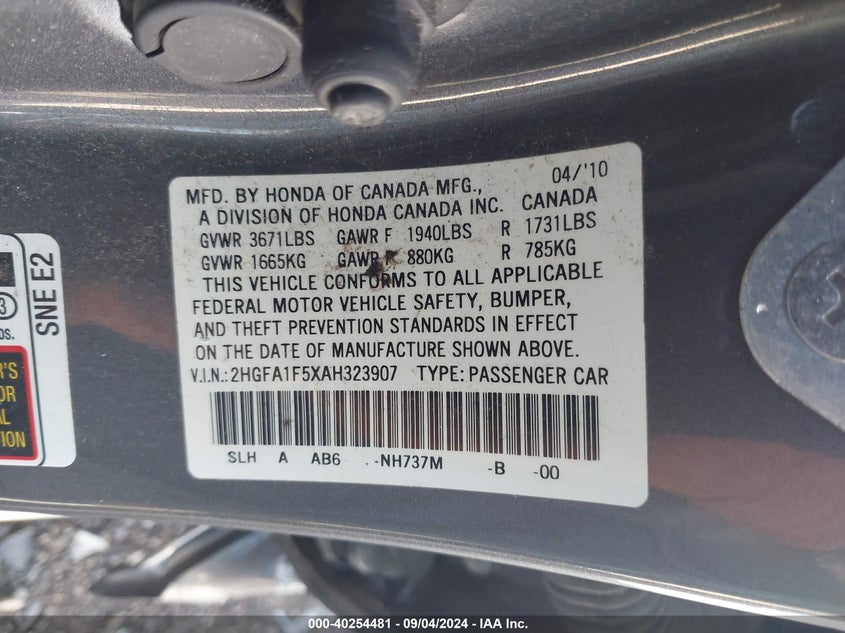 MFD. BY HONDA OF CANADA MFG., 04/'10
A DIVISION OF HONDA CANADA INC. CANADA
GVWR 3671LBS GAWR F 1940LBS R 1731LBS
GVWR 1665KG GAWR F 880KG R 785KG
THIS VEHICLE CONFORMS TO ALL APPLICABLE
FEDERAL MOTOR VEHICLE SAFETY, BUMPER,
AND THEFT PREVENTION STANDARDS IN EFFECT
ON THE DATE OF MANUFACTURE SHOWN ABOVE.
V.I.N.: 2HGFA1F5XAH323907 TYPE: PASSENGER CAR
SLH A AB6 -NH737M -B -00
SNE E2
000-40254481 - 09/04/2024 - IAA Inc.